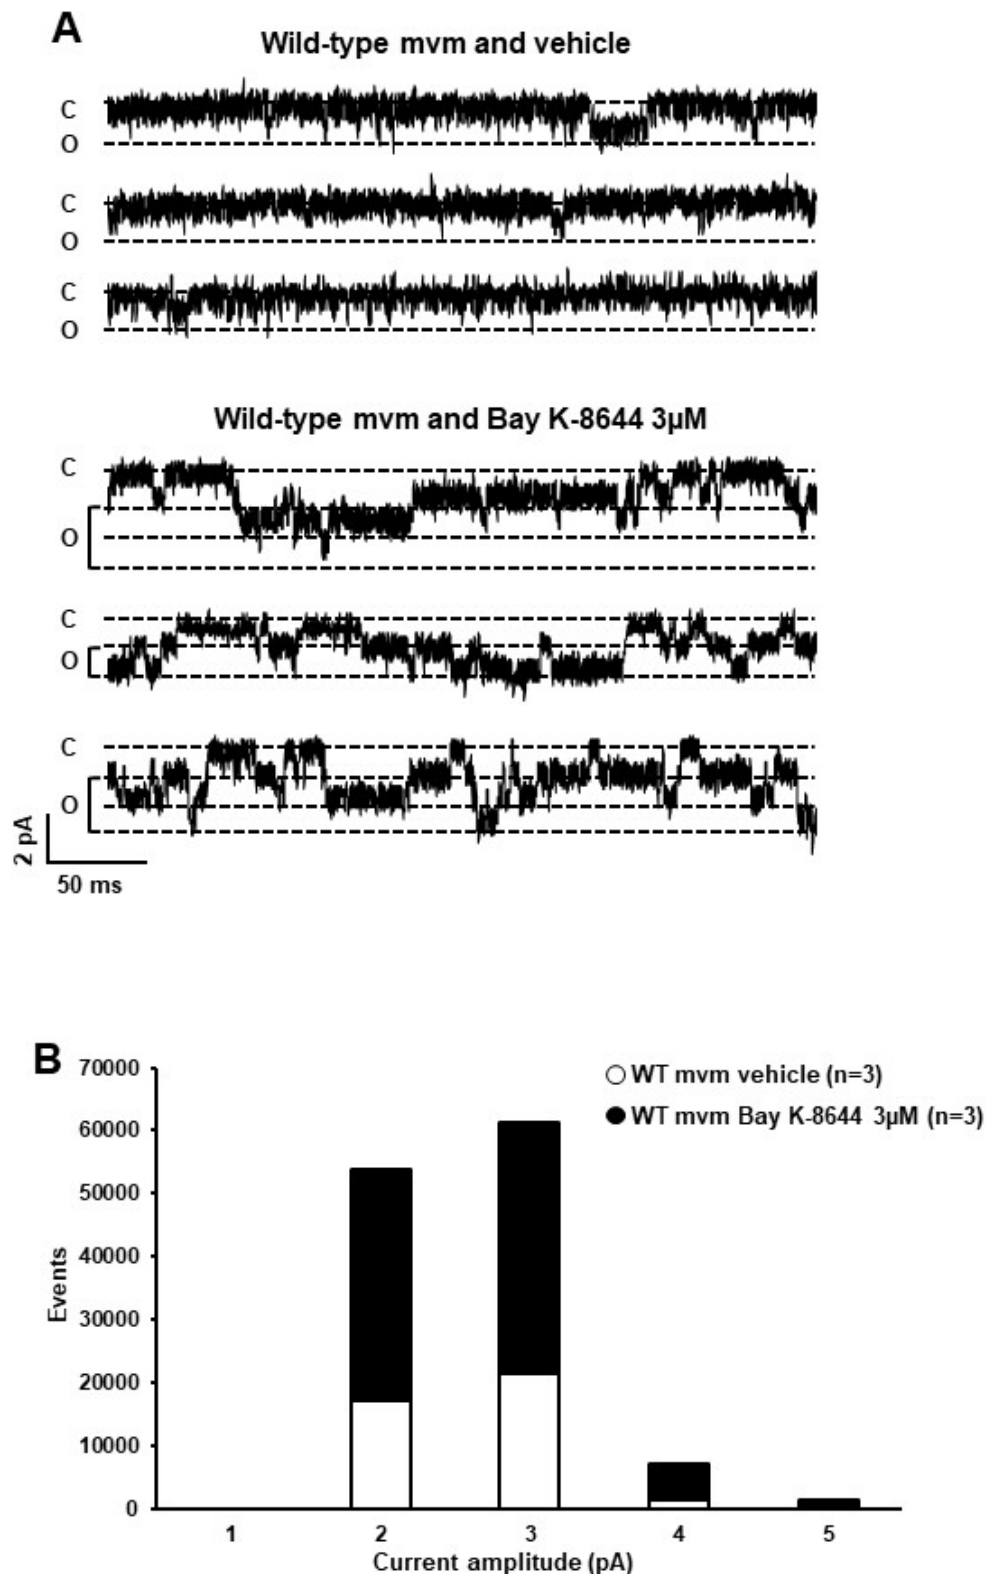 A
Wild-type mvm and vehicle
C
O
C
O
C
O
Wild-type mvm and Bay K-8644 3µM
C
O
C
O
C
O
2 pA
50 ms
B
70000
60000
50000
40000
30000
20000
10000
0
Events
WT mvm vehicle (n=3)
WT mvm Bay K-8644 3µM (n=3)
1 2 3 4 5
Current amplitude (pA)